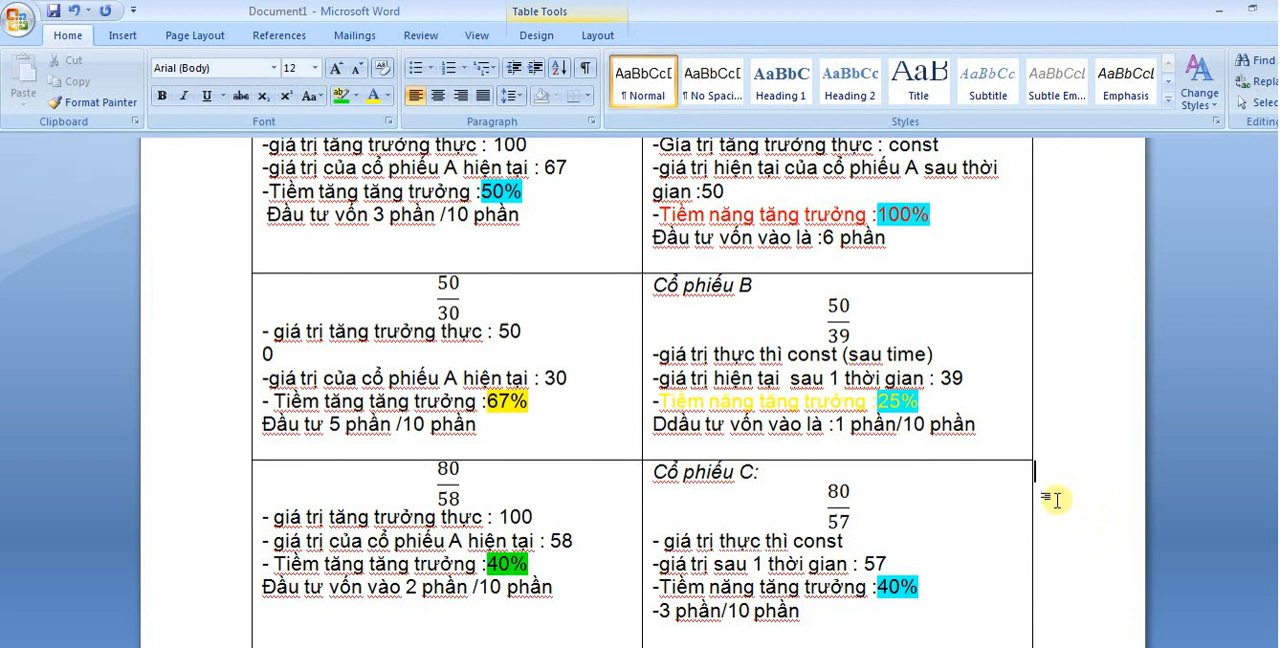 Document1 - Microsoft Word
Table Tools
Home Insert Page Layout References Mailings Review View Design Layout
Paste
Cut
Copy
Format Painter
Clipboard
Arial (Body) 12
Font
Paragraph
AaBbCcI ¶ Normal
AaBbCcI ¶ No Spaci...
AaBbC Heading 1
AaBbCc Heading 2
AaB Title
AaBbCc Subtitle
AaBbCcI Subtle Em...
AaBbCcI Emphasis
Change Styles
Styles
Find
Repla
Selec
Editing
-giá trị tăng trưởng thực : 100
-giá trị của cổ phiếu A hiện tại : 67
-Tiềm tăng tăng trưởng :50%
Đầu tư vốn 3 phần /10 phần
-Gia trị tăng trưởng thực : const
-giá trị hiện tại của cổ phiếu A sau thời
gian :50
-Tiềm năng tăng trưởng :100%
Đầu tư vốn vào là :6 phần
50
30
- giá trị tăng trưởng thực : 50
0
-giá trị của cổ phiếu A hiện tại : 30
- Tiềm tăng tăng trưởng :67%
Đầu tư 5 phần /10 phần
Cổ phiếu B
50
39
-giá trị thực thì const (sau time)
-giá trị hiện tại sau 1 thời gian : 39
-Tiềm năng tăng trưởng :25%
Ddầu tư vốn vào là :1 phần/10 phần
80
58
- giá trị tăng trưởng thực : 100
- giá trị của cổ phiếu A hiện tại : 58
- Tiềm tăng tăng trưởng :40%
Đầu tư vốn vào 2 phần /10 phần
Cổ phiếu C:
80
57
- giá trị thực thì const
-giá trị sau 1 thời gian : 57
-Tiềm năng tăng trưởng :40%
-3 phần/10 phần